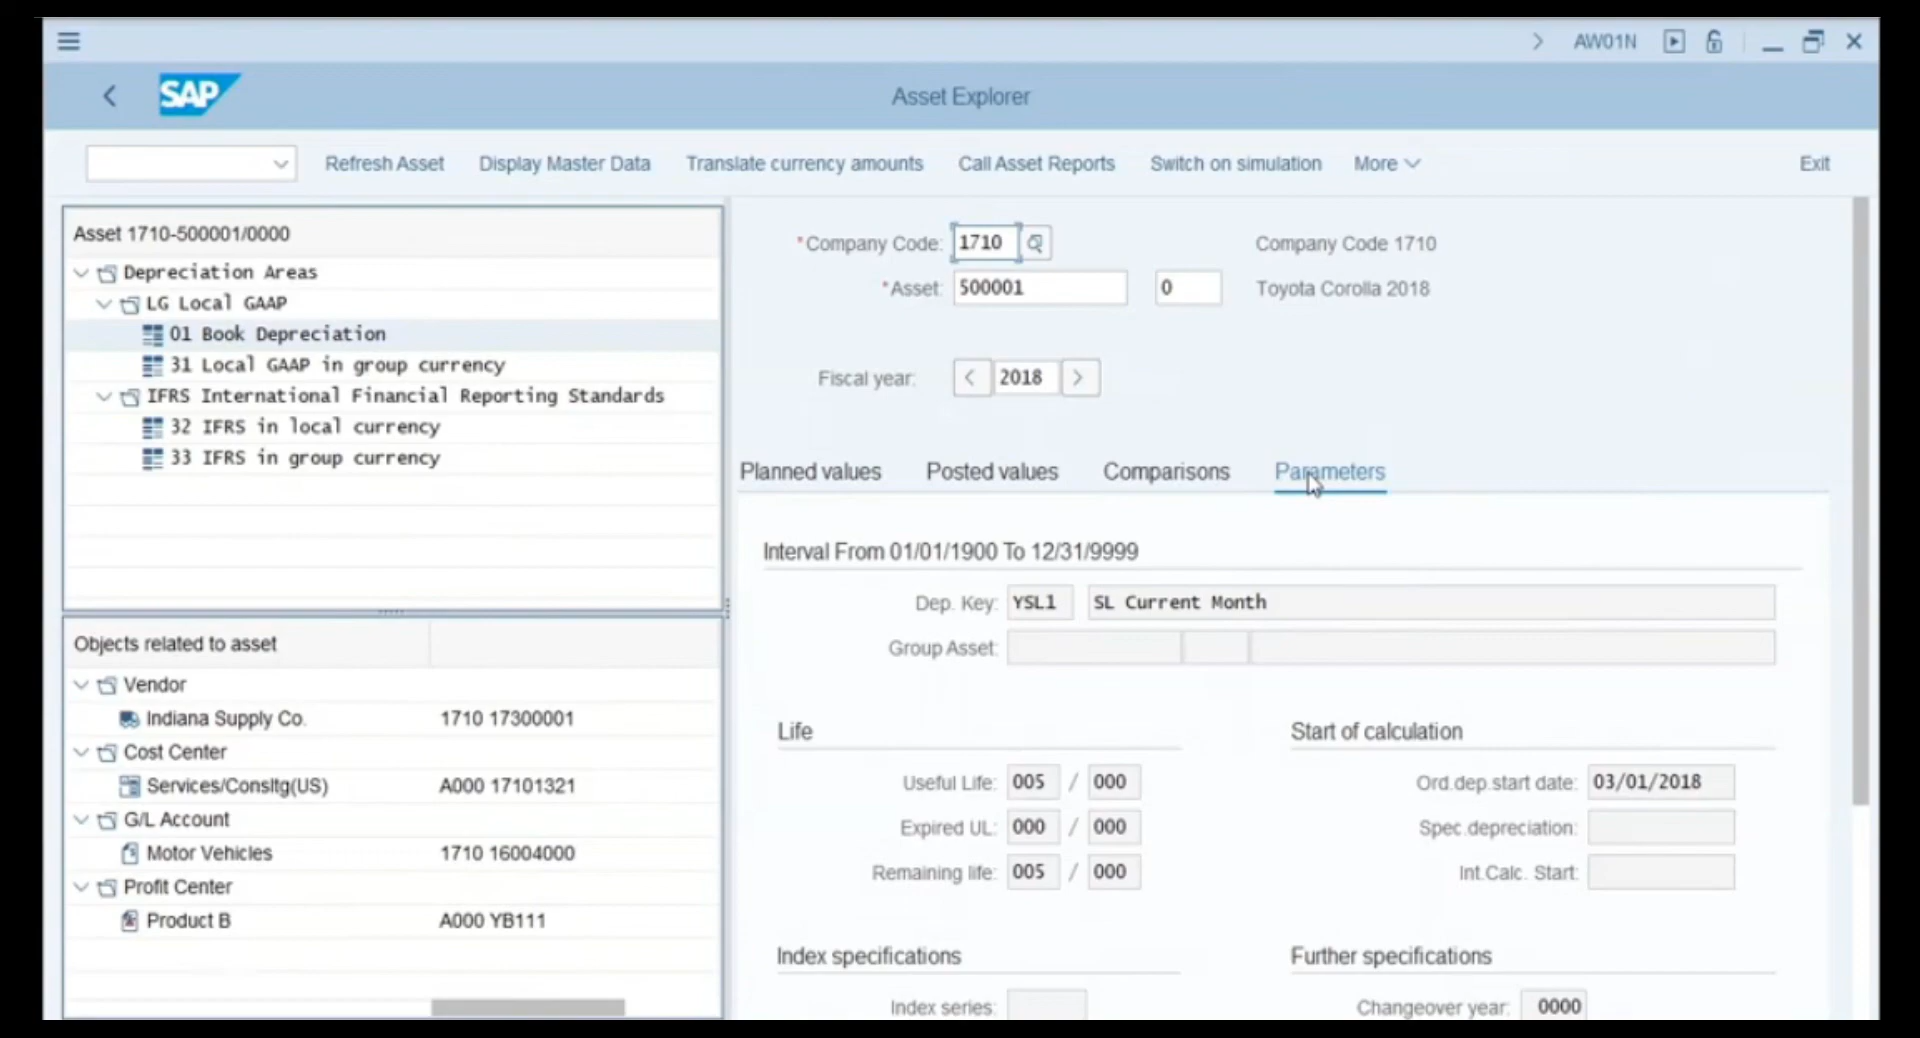 AW01N
SAP
Asset Explorer
Refresh Asset Display Master Data Translate currency amounts Call Asset Reports Switch on simulation More Exit
Asset 1710-500001/0000
Depreciation Areas
LG Local GAAP
01 Book Depreciation
31 Local GAAP in group currency
IFRS International Financial Reporting Standards
32 IFRS in local currency
33 IFRS in group currency
Objects related to asset
Vendor
Indiana Supply Co. 1710 17300001
Cost Center
Services/Consltg(US) A000 17101321
G/L Account
Motor Vehicles 1710 16004000
Profit Center
Product B A000 YB111
*Company Code: 1710 Company Code 1710
*Asset: 500001 0 Toyota Corolla 2018
Fiscal year: < 2018 >
Planned values Posted values Comparisons Parameters
Interval From 01/01/1900 To 12/31/9999
Dep. Key: YSL1 SL Current Month
Group Asset:
Life
Useful Life: 005 / 000
Expired UL: 000 / 000
Remaining life: 005 / 000
Start of calculation
Ord.dep.start date: 03/01/2018
Spec.depreciation:
Int.Calc. Start:
Index specifications
Index series:
Further specifications
Changeover year: 0000